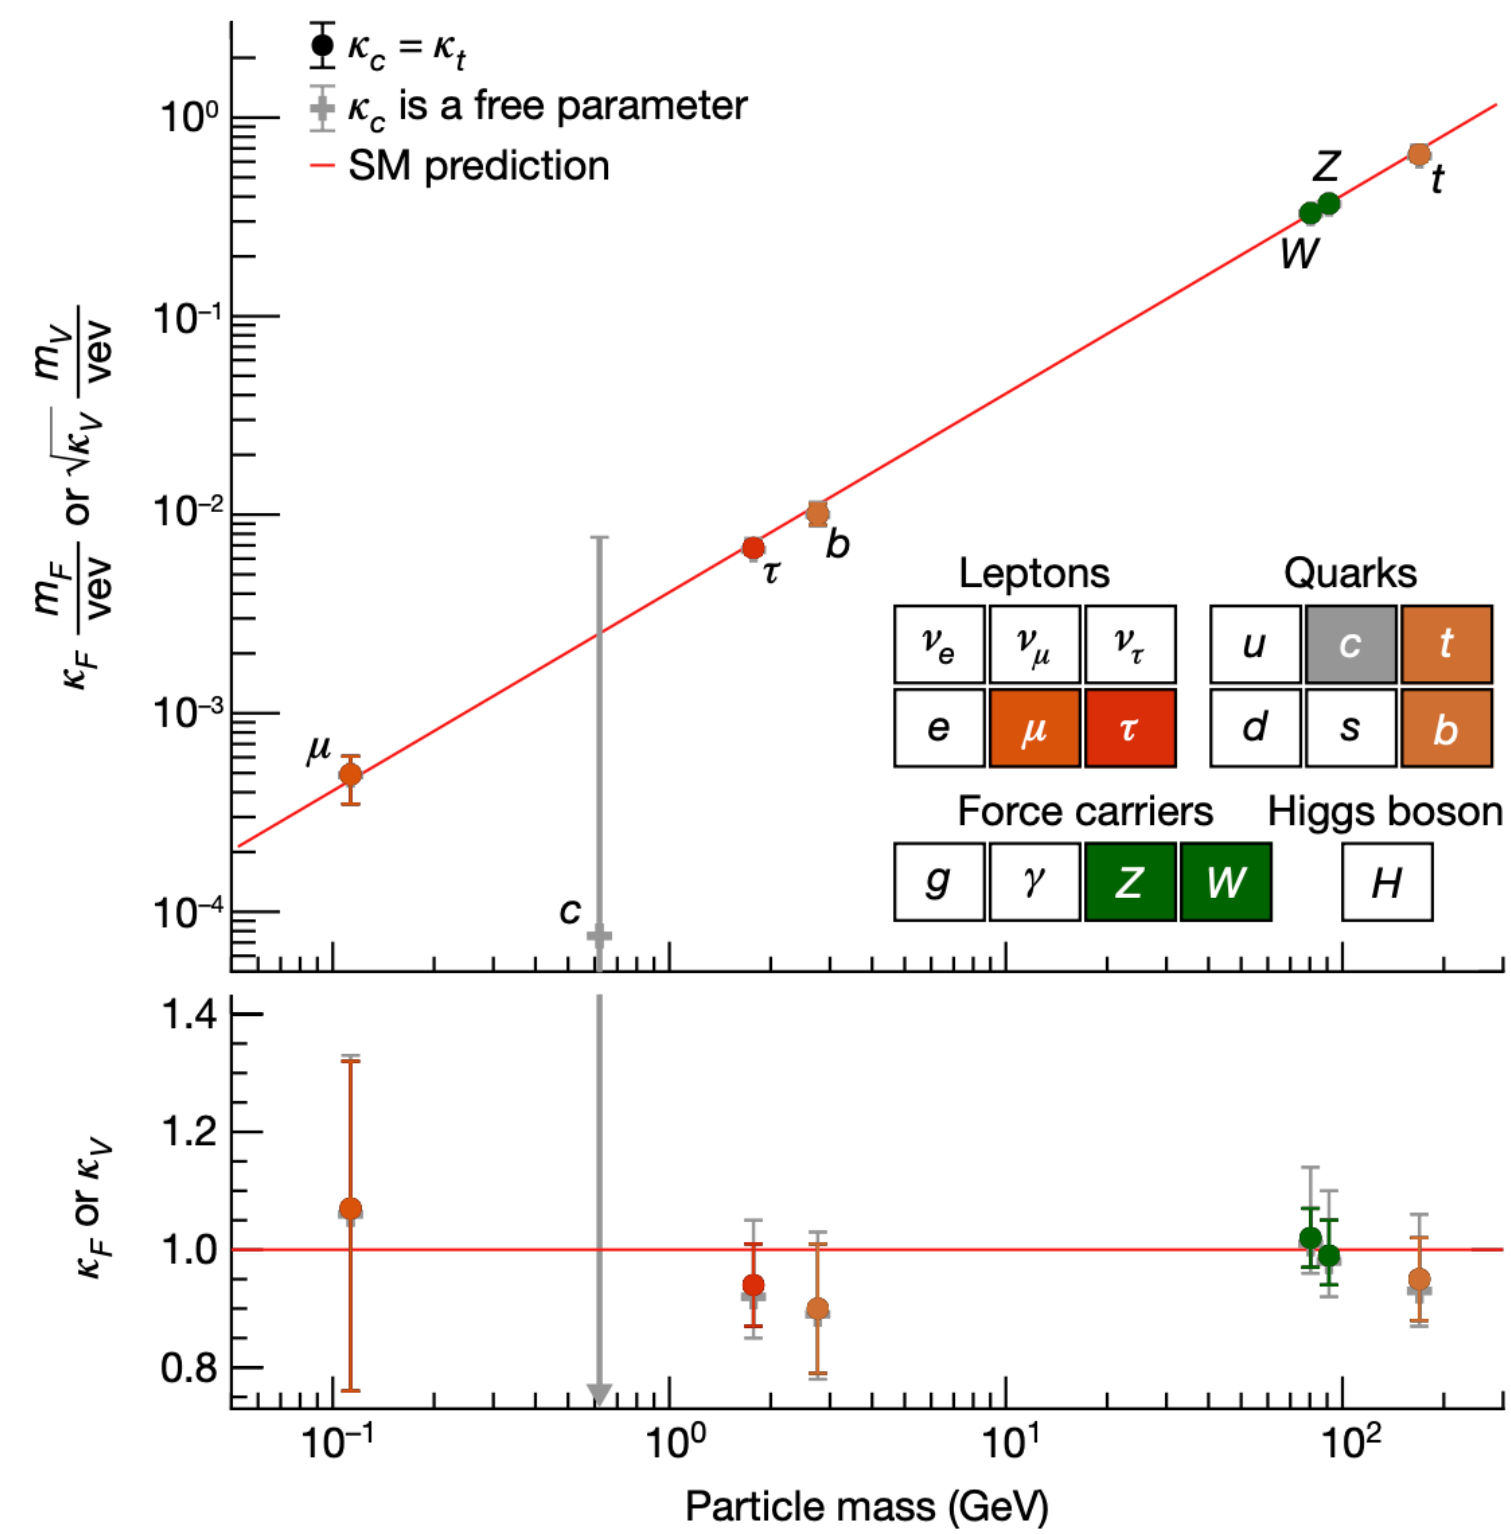 κc = κt
κc is a free parameter
SM prediction
κF mF/vev or √κV mV/vev
10⁰
10⁻¹
10⁻²
10⁻³
10⁻⁴
Z
t
W
b
τ
μ
c
Leptons
νe νμ ντ
e μ τ
Quarks
u c t
d s b
Force carriers
g γ Z W
Higgs boson
H
κF or κV
1.4
1.2
1.0
0.8
10⁻¹ 10⁰ 10¹ 10²
Particle mass (GeV)